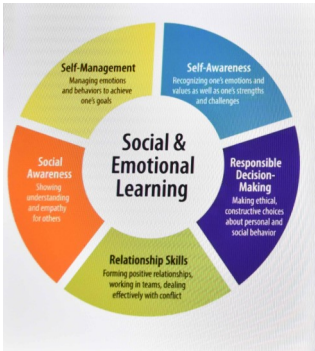 Social &
Emotional
Learning
Self-Management
Managing emotions
and behaviors to achieve
one's goals
Self-Awareness
Recognizing one's emotions and
values as well as one's strengths
and challenges
Responsible
Decision-
Making
Making ethical,
constructive choices
about personal and
social behavior
Relationship Skills
Forming positive relationships,
working in teams, dealing
effectively with conflict
Social
Awareness
Showing
understanding
and empathy
for others